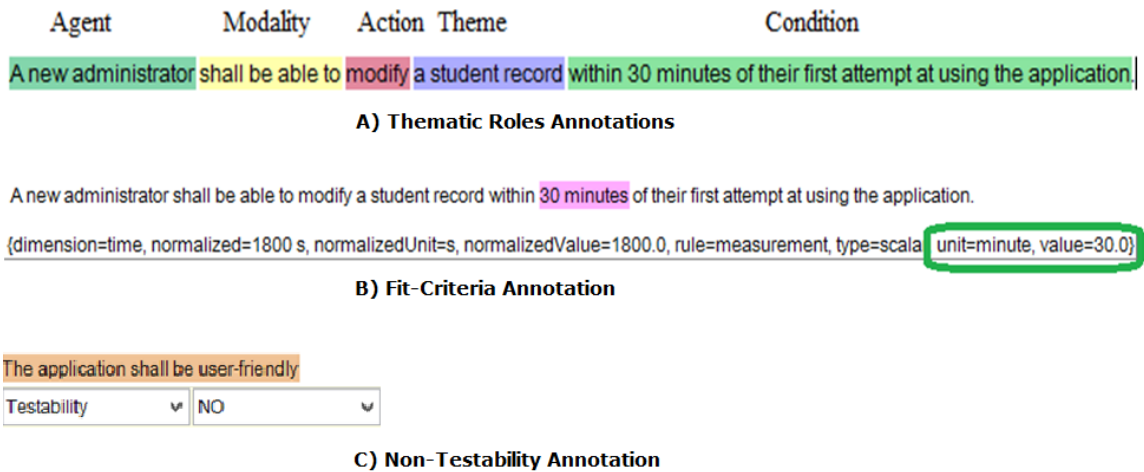 Agent Modality Action Theme Condition
A new administrator shall be able to modify a student record within 30 minutes of their first attempt at using the application.
A) Thematic Roles Annotations
A new administrator shall be able to modify a student record within 30 minutes of their first attempt at using the application.
{dimension=time, normalized=1800 s, normalizedUnit=s, normalizedValue=1800.0, rule=measurement, type=scala unit=minute, value=30.0}
B) Fit-Criteria Annotation
The application shall be user-friendly
Testability NO
C) Non-Testability Annotation